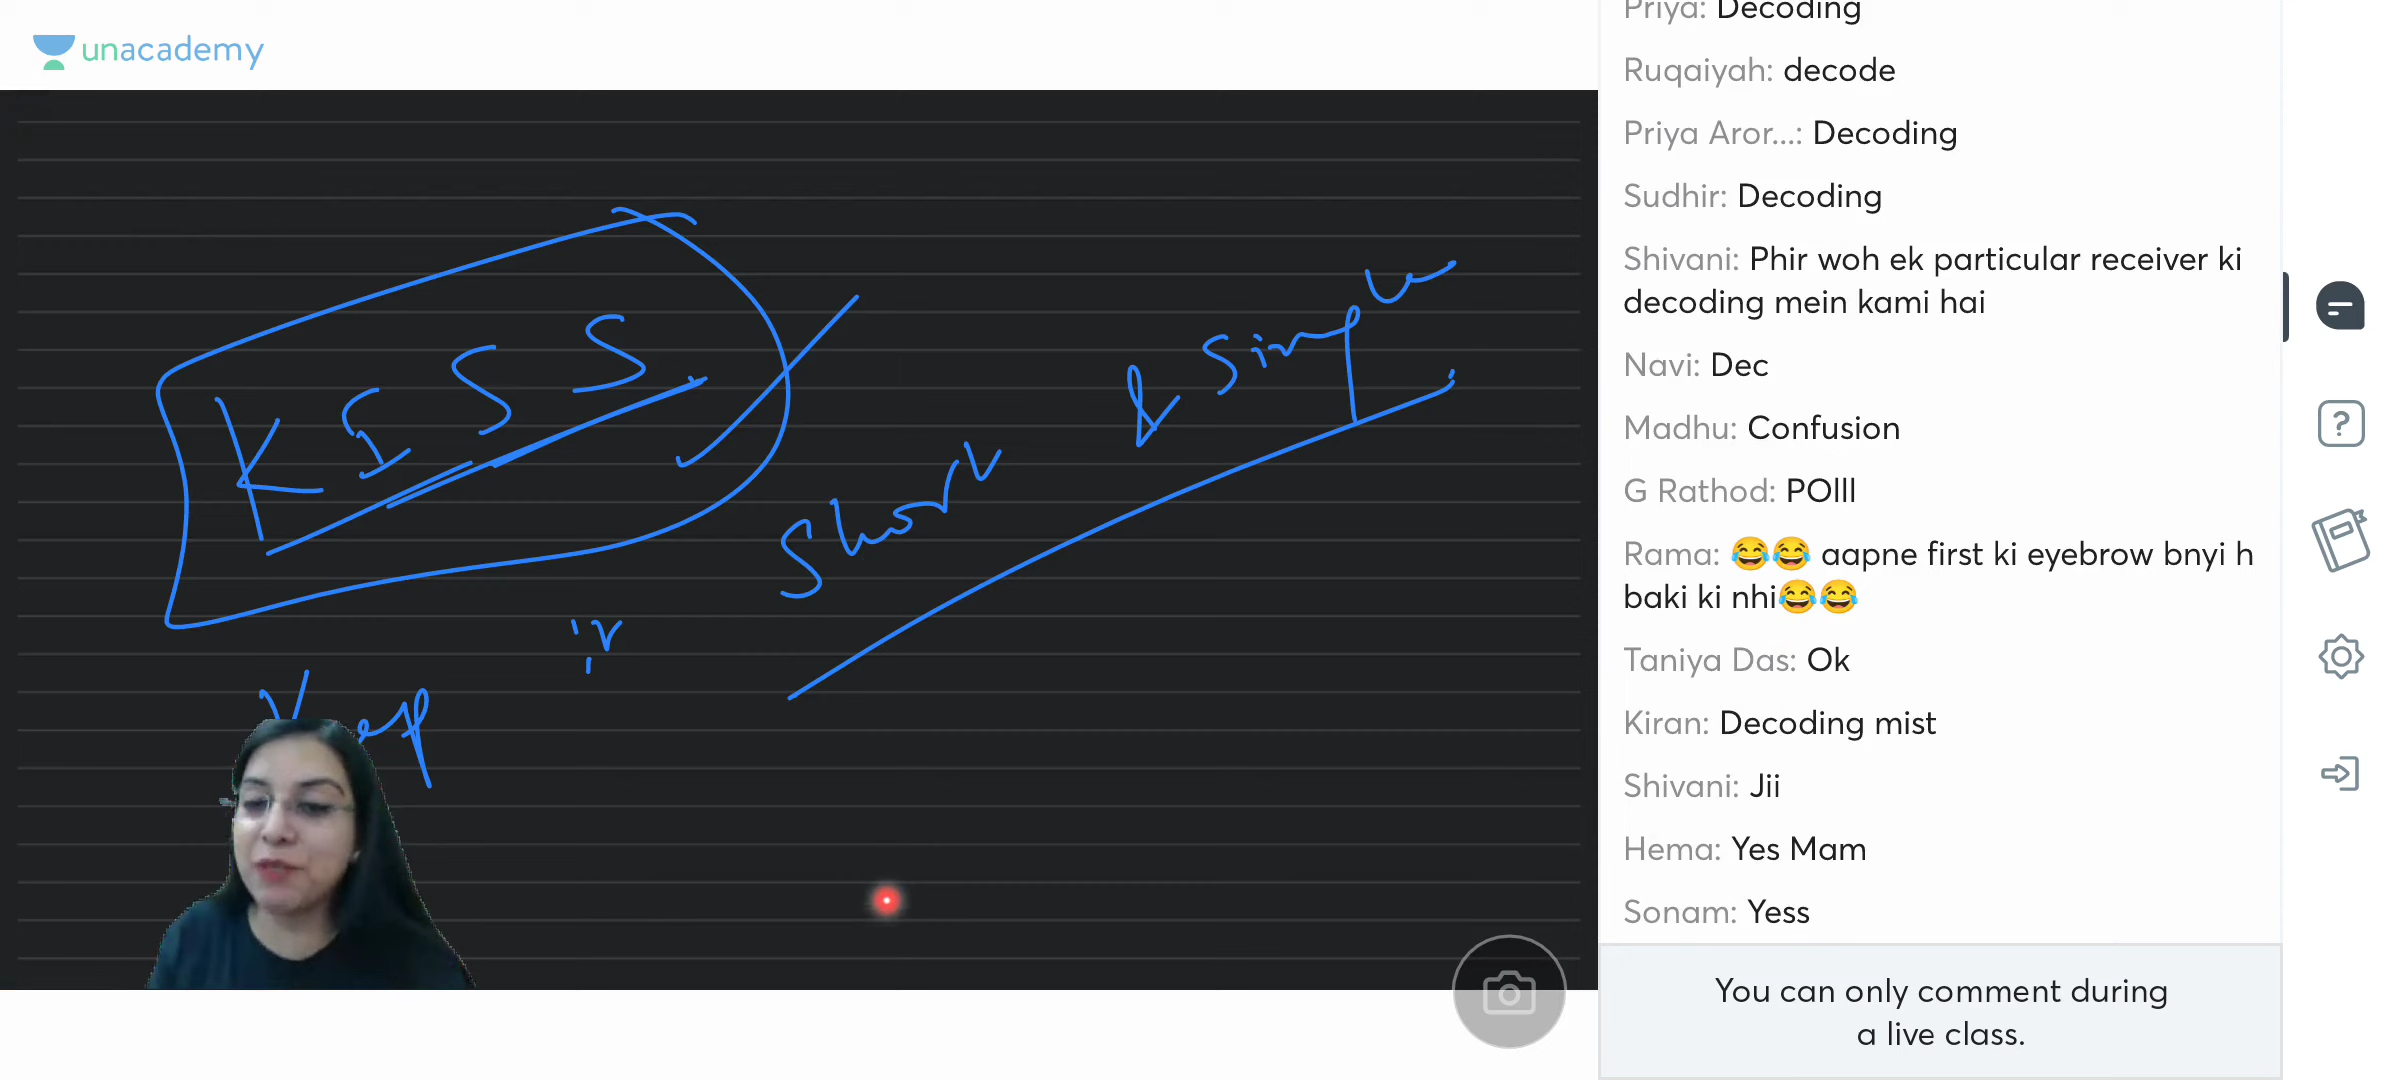 unacademy
KISS
Short & Simple
Keep it
Priya: Decoding
Ruqaiyah: decode
Priya Aror...: Decoding
Sudhir: Decoding
Shivani: Phir woh ek particular receiver ki
decoding mein kami hai
Navi: Dec
Madhu: Confusion
G Rathod: POlll
Rama: 😂😂 aapne first ki eyebrow bnyi h
baki ki nhi😂😂
Taniya Das: Ok
Kiran: Decoding mist
Shivani: Jii
Hema: Yes Mam
Sonam: Yess
You can only comment during
a live class.